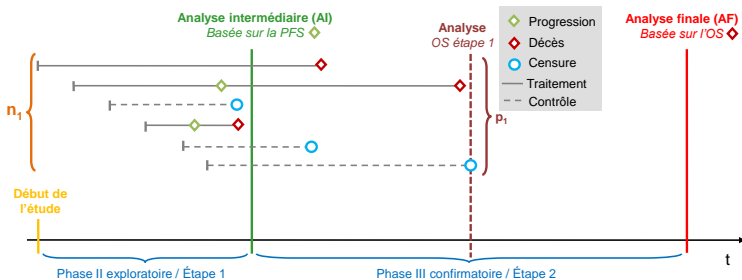 Analyse intermédiaire (AI)
Basée sur la PFS
Analyse
OS étape 1
Analyse finale (AF)
Basée sur l'OS
Progression
Décès
Censure
Traitement
Contrôle
n1
p1
Début de
l'étude
t
Phase II exploratoire / Étape 1
Phase III confirmatoire / Étape 2